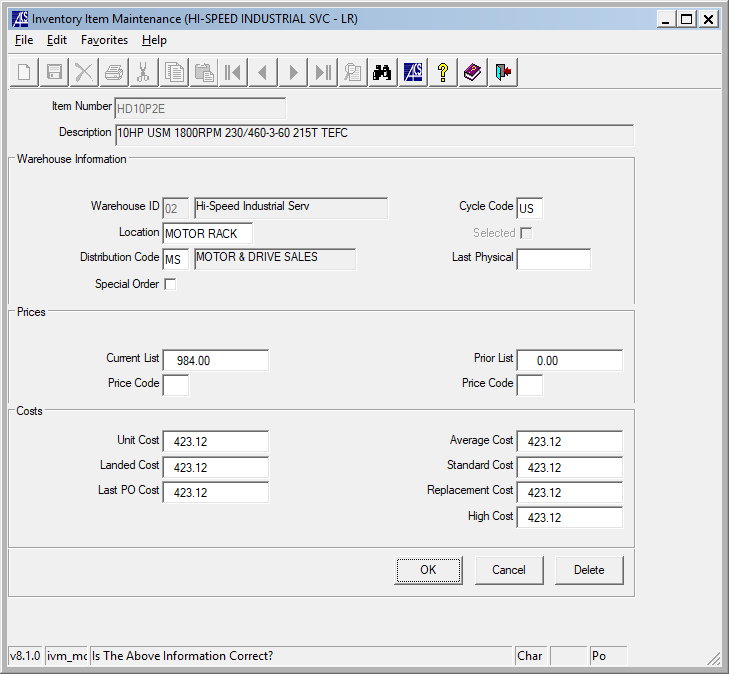 Inventory Item Maintenance (HI-SPEED INDUSTRIAL SVC - LR)
File Edit Favorites Help
Item Number HD10P2E
Description 10HP USM 1800RPM 230/460-3-60 215T TEFC
Warehouse Information
Warehouse ID 02 Hi-Speed Industrial Serv Cycle Code US
Location MOTOR RACK Selected
Distribution Code MS MOTOR & DRIVE SALES Last Physical
Special Order
Prices
Current List 984.00 Prior List 0.00
Price Code Price Code
Costs
Unit Cost 423.12 Average Cost 423.12
Landed Cost 423.12 Standard Cost 423.12
Last PO Cost 423.12 Replacement Cost 423.12
High Cost 423.12
OK Cancel Delete
v8.1.0 ivm_mc Is The Above Information Correct? Char Po